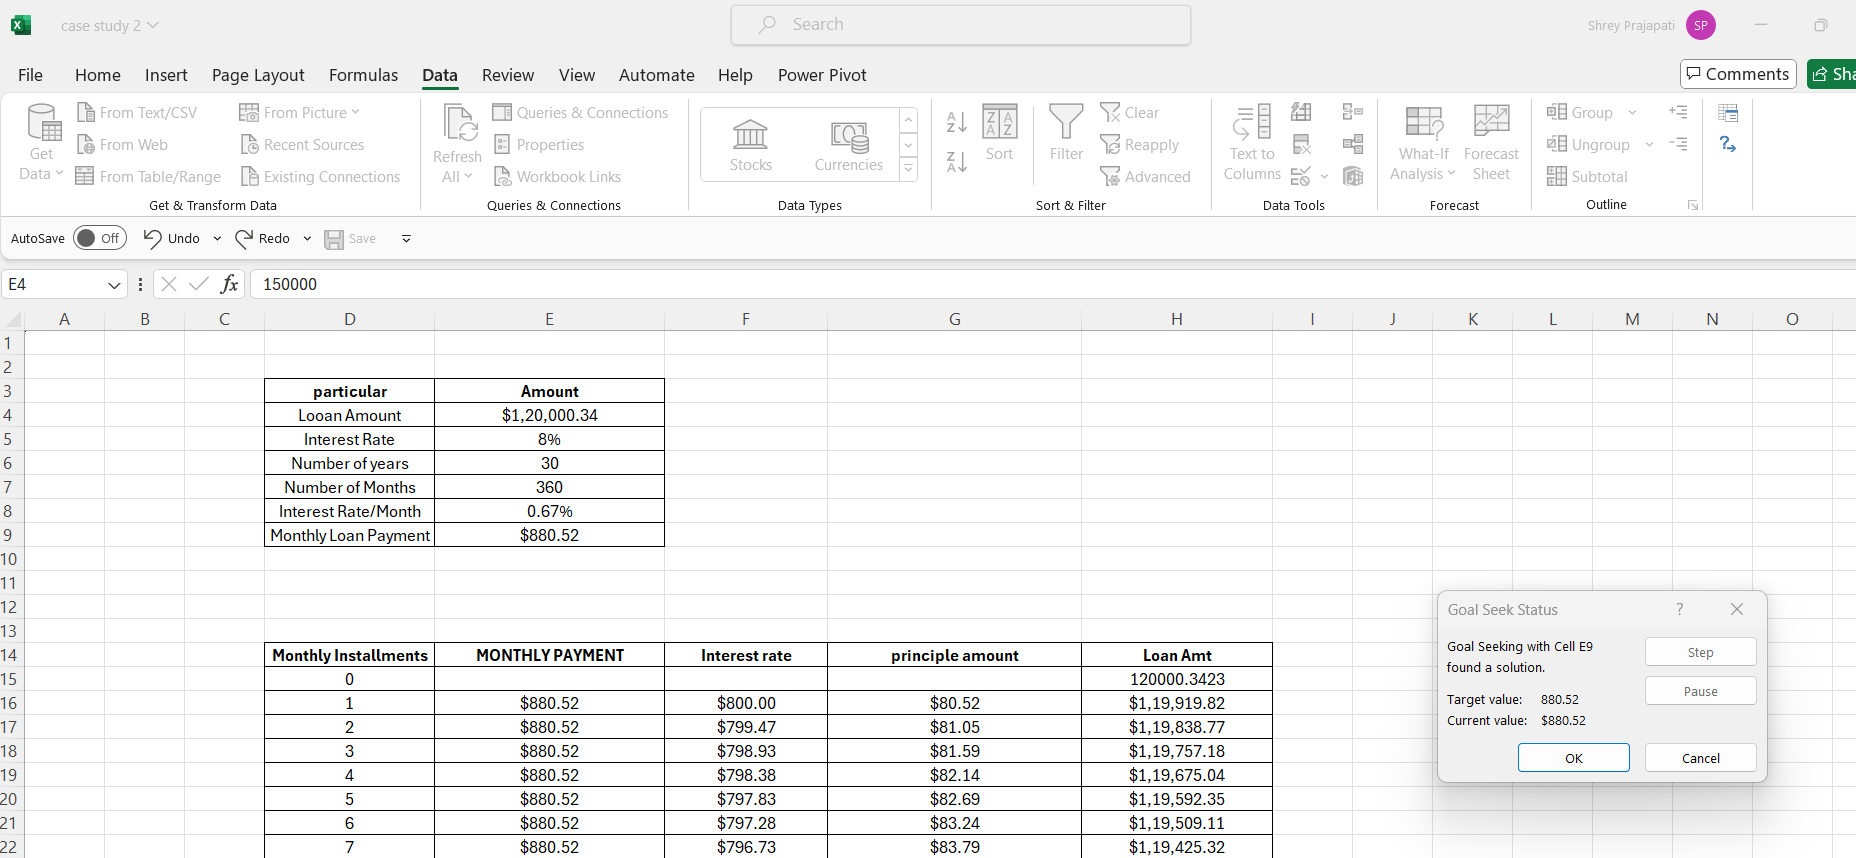 case study 2
Search
Shrey Prajapati SP
File Home Insert Page Layout Formulas Data Review View Automate Help Power Pivot
Comments
Sha
Get Data
From Text/CSV
From Web
From Table/Range
From Picture
Recent Sources
Existing Connections
Get & Transform Data
Refresh All
Queries & Connections
Properties
Workbook Links
Queries & Connections
Stocks
Currencies
Data Types
Sort
Filter
Clear
Reapply
Advanced
Sort & Filter
Text to Columns
Data Tools
What-If Analysis
Forecast Sheet
Forecast
Group
Ungroup
Subtotal
Outline
AutoSave Off Undo Redo Save
E4 fx 150000
A B C D E F G H I J K L M N O
1
2
3 particular Amount
4 Looan Amount $1,20,000.34
5 Interest Rate 8%
6 Number of years 30
7 Number of Months 360
8 Interest Rate/Month 0.67%
9 Monthly Loan Payment $880.52
10
11
12
13
14 Monthly Installments MONTHLY PAYMENT Interest rate principle amount Loan Amt
15 0 120000.3423
16 1 $880.52 $800.00 $80.52 $1,19,919.82
17 2 $880.52 $799.47 $81.05 $1,19,838.77
18 3 $880.52 $798.93 $81.59 $1,19,757.18
19 4 $880.52 $798.38 $82.14 $1,19,675.04
20 5 $880.52 $797.83 $82.69 $1,19,592.35
21 6 $880.52 $797.28 $83.24 $1,19,509.11
22 7 $880.52 $796.73 $83.79 $1,19,425.32
Goal Seek Status ?
Goal Seeking with Cell E9
found a solution.
Target value: 880.52
Current value: $880.52
Step
Pause
OK
Cancel